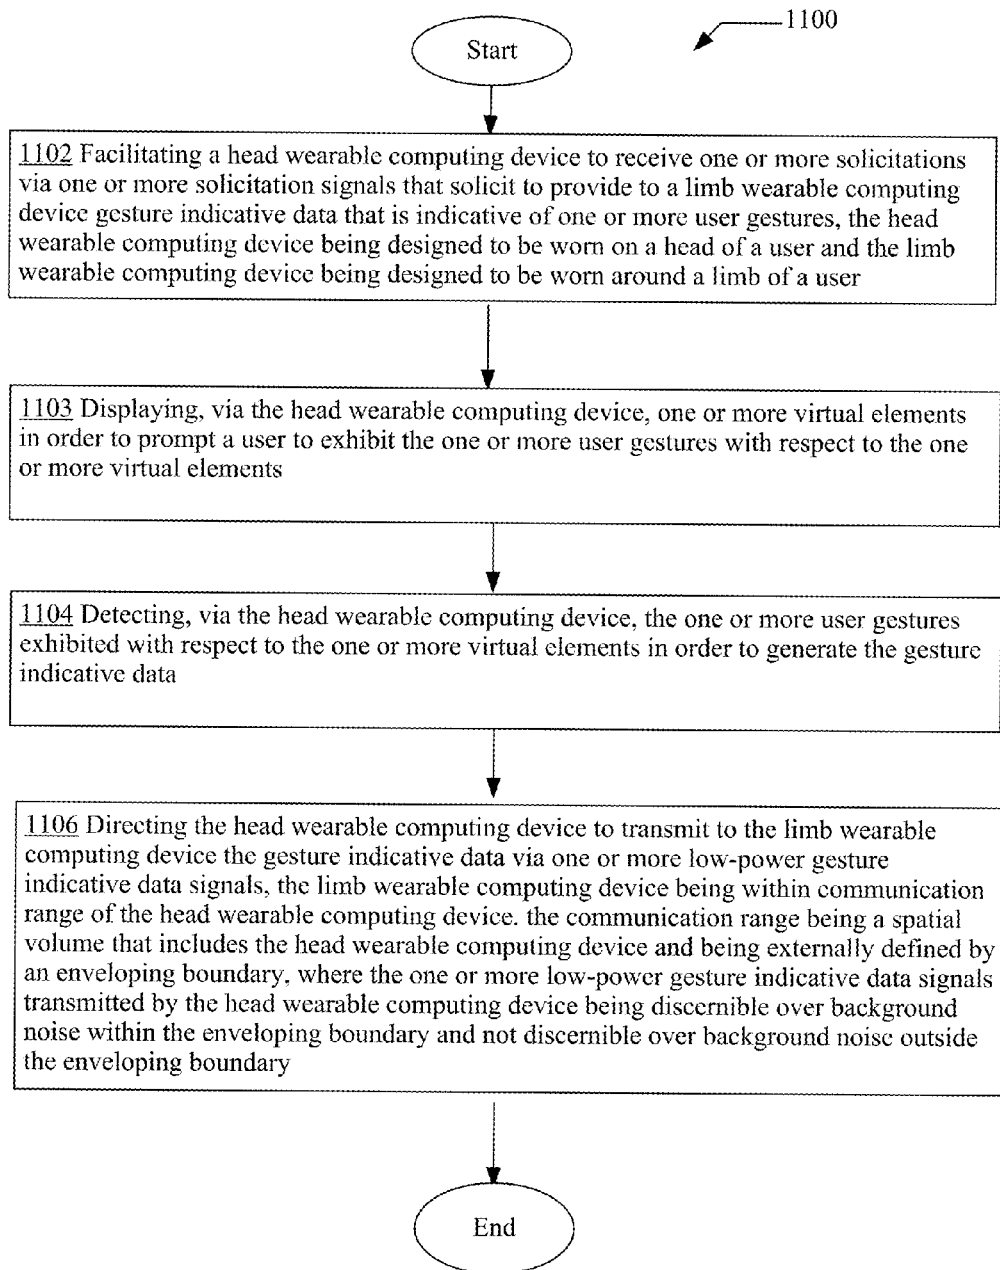 1100
Start
1102 Facilitating a head wearable computing device to receive one or more solicitations
via one or more solicitation signals that solicit to provide to a limb wearable computing
device gesture indicative data that is indicative of one or more user gestures, the head
wearable computing device being designed to be worn on a head of a user and the limb
wearable computing device being designed to be worn around a limb of a user
1103 Displaying, via the head wearable computing device, one or more virtual elements
in order to prompt a user to exhibit the one or more user gestures with respect to the one
or more virtual elements
1104 Detecting, via the head wearable computing device, the one or more user gestures
exhibited with respect to the one or more virtual elements in order to generate the gesture
indicative data
1106 Directing the head wearable computing device to transmit to the limb wearable
computing device the gesture indicative data via one or more low-power gesture
indicative data signals, the limb wearable computing device being within communication
range of the head wearable computing device. the communication range being a spatial
volume that includes the head wearable computing device and being externally defined by
an enveloping boundary, where the one or more low-power gesture indicative data signals
transmitted by the head wearable computing device being discernible over background
noise within the enveloping boundary and not discernible over background noise outside
the enveloping boundary
End